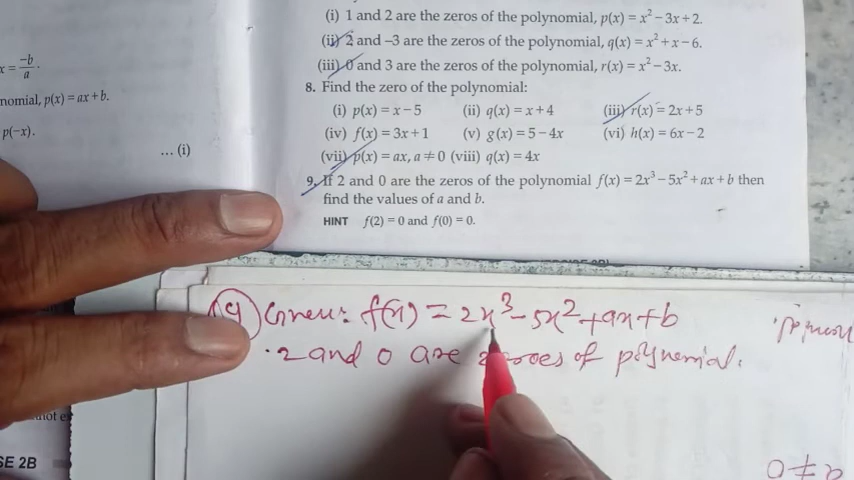 (i) 1 and 2 are the zeros of the polynomial, p(x) = x² − 3x + 2.
(ii) 2 and −3 are the zeros of the polynomial, q(x) = x² + x − 6.
(iii) 0 and 3 are the zeros of the polynomial, r(x) = x² − 3x.
8. Find the zero of the polynomial:
(i) p(x) = x − 5 (ii) q(x) = x + 4 (iii) r(x) = 2x + 5
(iv) f(x) = 3x + 1 (v) g(x) = 5 − 4x (vi) h(x) = 6x − 2
(vii) p(x) = ax, a ≠ 0 (viii) q(x) = 4x
9. If 2 and 0 are the zeros of the polynomial f(x) = 2x³ − 5x² + ax + b then
find the values of a and b.
HINT f(2) = 0 and f(0) = 0.
x = −b/a.
nomial, p(x) = ax + b.
p(−x).
... (i)
SE 2B
Given: f(x) = 2x³ − 5x² + ax + b
2 and 0 are zeroes of polynomial.